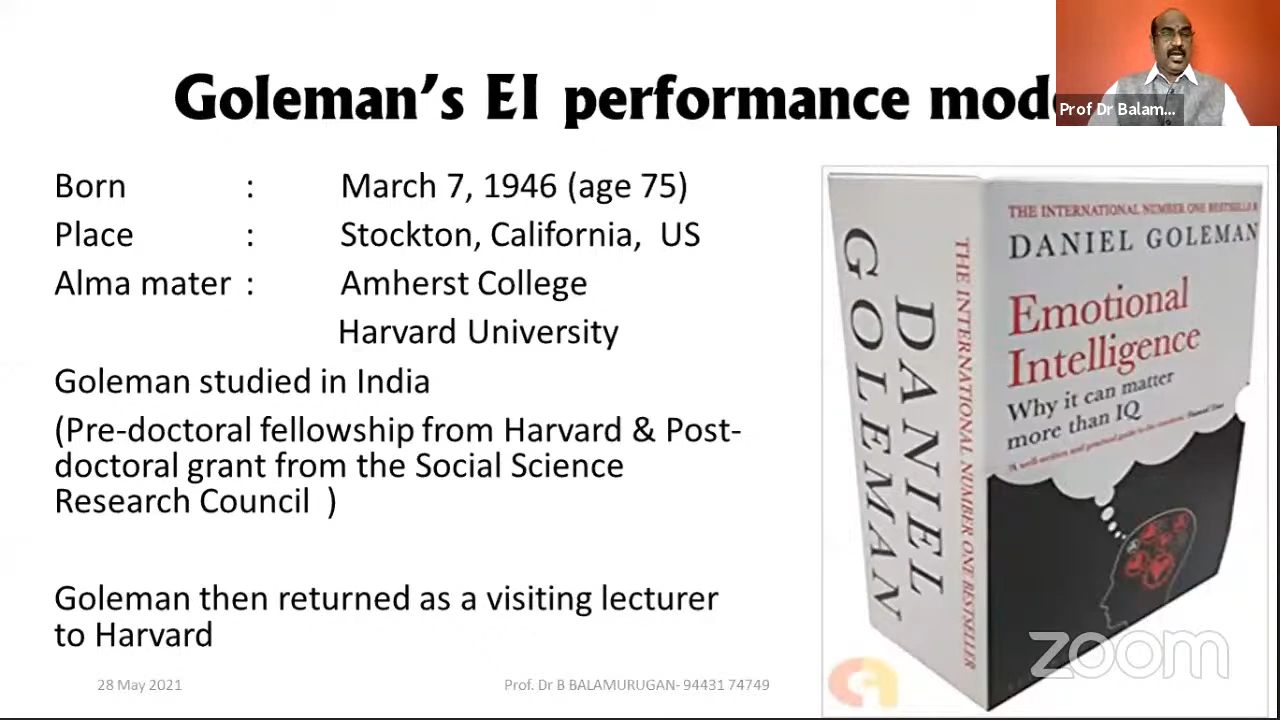 Goleman's EI performance mod
Prof Dr Balam...
Born : March 7, 1946 (age 75)
Place : Stockton, California, US
Alma mater : Amherst College
Harvard University
Goleman studied in India
(Pre-doctoral fellowship from Harvard & Post-
doctoral grant from the Social Science
Research Council )
Goleman then returned as a visiting lecturer
to Harvard
DANIEL
GOLEMAN
THE INTERNATIONAL NUMBER ONE BESTSELLER
THE INTERNATIONAL NUMBER ONE BESTSELLE
DANIEL GOLEMAN
Emotional
Intelligence
Why it can matter
more than IQ
zoom
28 May 2021
Prof. Dr B BALAMURUGAN- 94431 74749